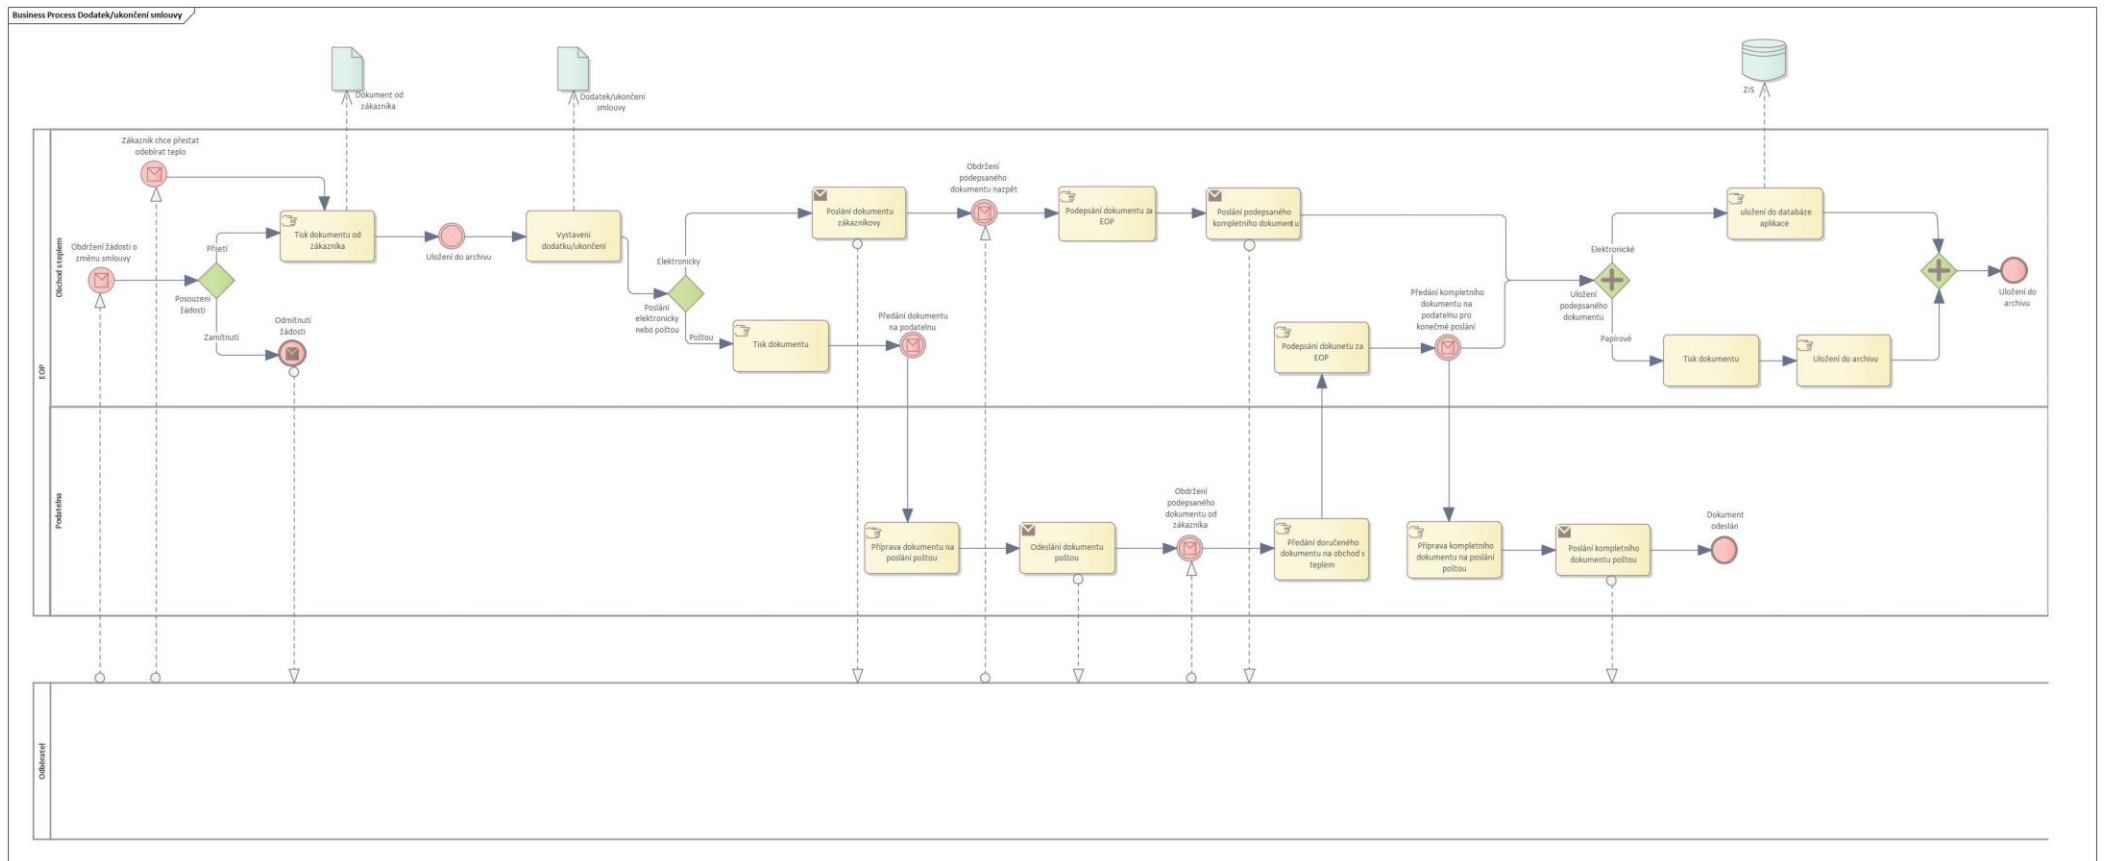 Business Process Dodatek/ukončení smlouvy
Dokument od
zákazníka
Dodatek/ukončení
smlouvy
ZIS
EOP
Obchod s teplem
Zákazník chce přestat
odebírat teplo
Obdržení žádosti o
změnu smlouvy
Posouzení
žádosti
Přijetí
Zamítnutí
Odmítnutí
žádosti
Tisk dokumentu od
zákazníka
Uložení do archivu
Vystavení
dodatku/ukončení
Poslání
elektronicky
nebo poštou
Elektronicky
Poštou
Poslání dokumentu
zákazníkovy
Tisk dokumentu
Předání dokumentu
na podatelnu
Obdržení
podepsaného
dokumentu nazpět
Podepsání dokumentu za
EOP
Poslání podepsaného
kompletního dokumentu
Podepsání dokunetu za
EOP
Předání kompletního
dokumentu na
podatelnu pro
konečmé poslání
Uložení
podepsaného
dokumentu
Elektronické
Papírové
uložení do databáze
aplikace
Tisk dokumentu
Uložení do archivu
Uložení do
archivu
Podatelna
Příprava dokumentu na
poslání poštou
Odeslání dokumentu
poštou
Obdržení
podepsaného
dokumentu od
zákazníka
Předání doručeného
dokumentu na obchod s
teplem
Příprava kompletního
dokumentu na poslání
poštou
Poslání kompletního
dokumentu poštou
Dokument
odeslán
Odběratel